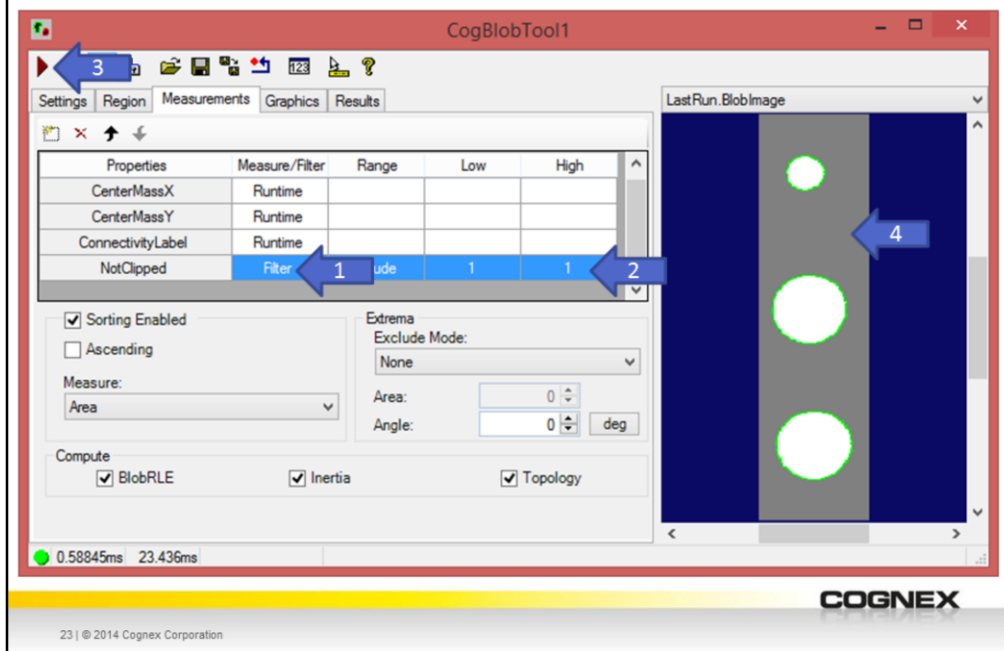 CogBlobTool1
3
123
Settings Region Measurements Graphics Results
LastRun.BlobImage
Properties Measure/Filter Range Low High
CenterMassX Runtime
CenterMassY Runtime
ConnectivityLabel Runtime
NotClipped Filter 1 ude 1 1 2
4
Sorting Enabled
Ascending
Measure:
Area
Extrema
Exclude Mode:
None
Area: 0
Angle: 0 deg
Compute
BlobRLE Inertia Topology
0.58845ms 23.436ms
COGNEX
23 | © 2014 Cognex Corporation